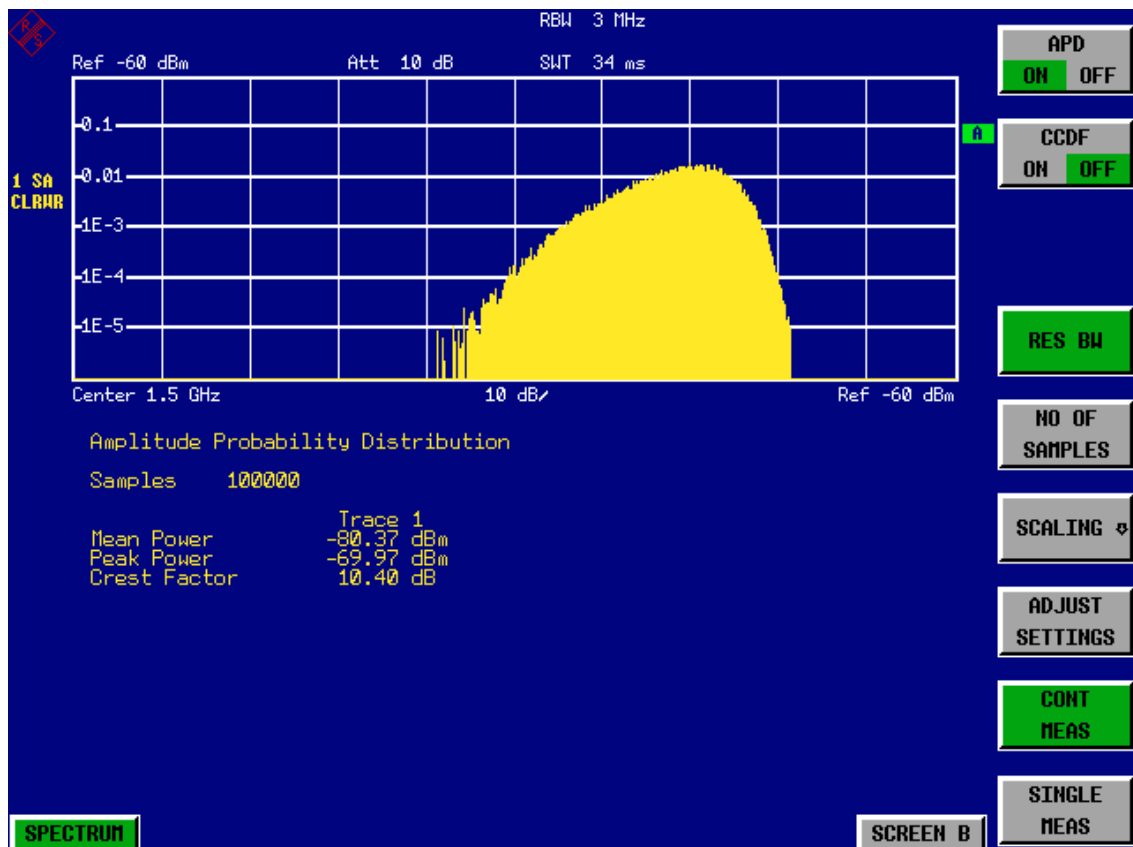 R
S
RBW 3 MHz
Ref -60 dBm Att 10 dB SWT 34 ms
APD
ON OFF
0.1
A
CCDF
ON OFF
0.01
1 SA
CLRWR
1E-3
1E-4
1E-5
RES BW
Center 1.5 GHz 10 dB/ Ref -60 dBm
NO OF
SAMPLES
Amplitude Probability Distribution
Samples 100000
Trace 1
Mean Power -80.37 dBm
Peak Power -69.97 dBm
Crest Factor 10.40 dB
SCALING
ADJUST
SETTINGS
CONT
MEAS
SINGLE
MEAS
SPECTRUM
SCREEN B